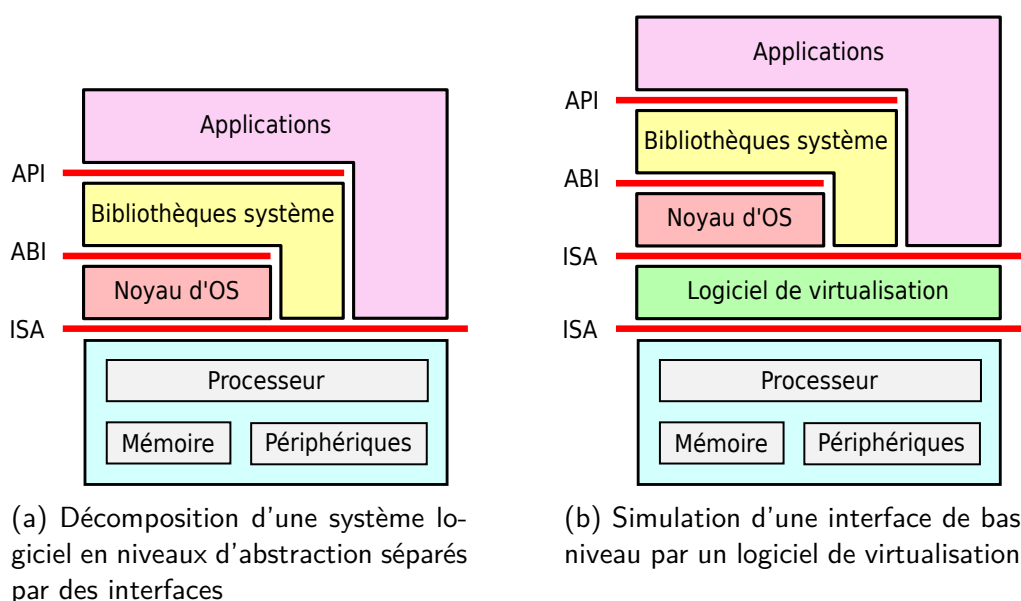 Applications
API
Bibliothèques système
ABI
Noyau d'OS
ISA
Processeur
Mémoire
Périphériques
(a) Décomposition d'une système lo-
giciel en niveaux d'abstraction séparés
par des interfaces
Applications
API
Bibliothèques système
ABI
Noyau d'OS
ISA
Logiciel de virtualisation
ISA
Processeur
Mémoire
Périphériques
(b) Simulation d'une interface de bas
niveau par un logiciel de virtualisation